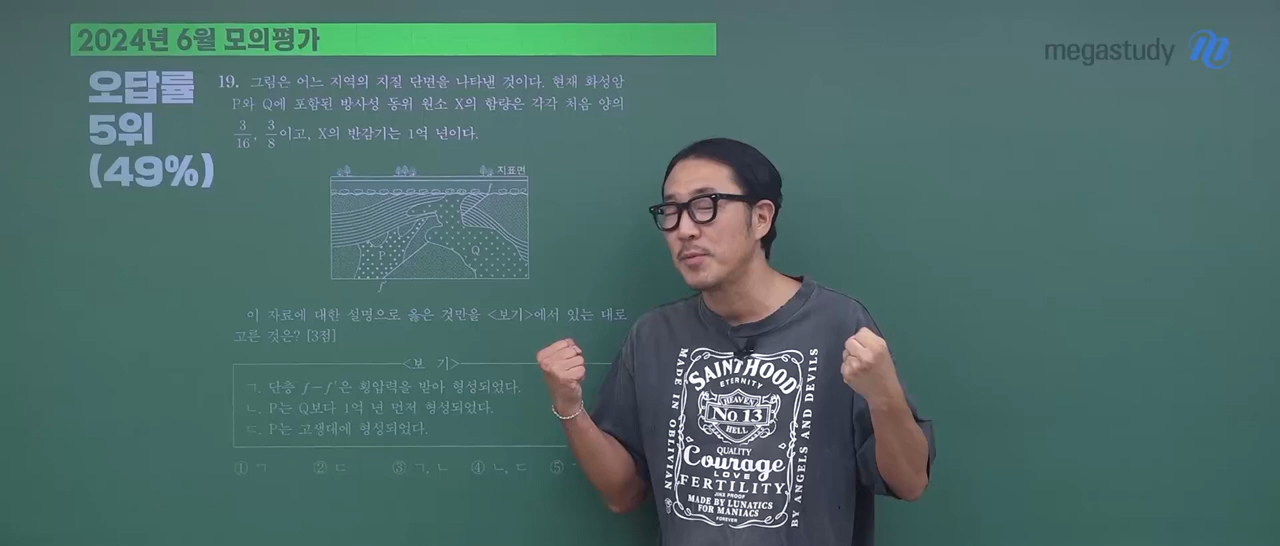 2024년 6월 모의평가
megastudy
오답률
5위
(49%)
19. 그림은 어느 지역의 지질 단면을 나타낸 것이다. 현재 화성암
P와 Q에 포함된 방사성 동위 원소 X의 함량은 각각 처음 양의
3/16, 3/8이고, X의 반감기는 1억 년이다.
지표면
f′
P
Q
f
이 자료에 대한 설명으로 옳은 것만을 <보기>에서 있는 대로
고른 것은? [3점]
<보 기>
ㄱ. 단층 f-f′은 횡압력을 받아 형성되었다.
ㄴ. P는 Q보다 1억 년 먼저 형성되었다.
ㄷ. P는 고생대에 형성되었다.
① ㄱ ② ㄷ ③ ㄱ, ㄴ ④ ㄴ, ㄷ ⑤
MADE IN OBLIVIAN
SAINTHOOD
ETERNITY
HEAVEN
No 13
HELL
QUALITY
Courage
LOVE
FERTILITY
JINX PROOF
MADE BY LUNATICS
FOR MANIACS
FOREVER
BY ANGELS AND DEVILS